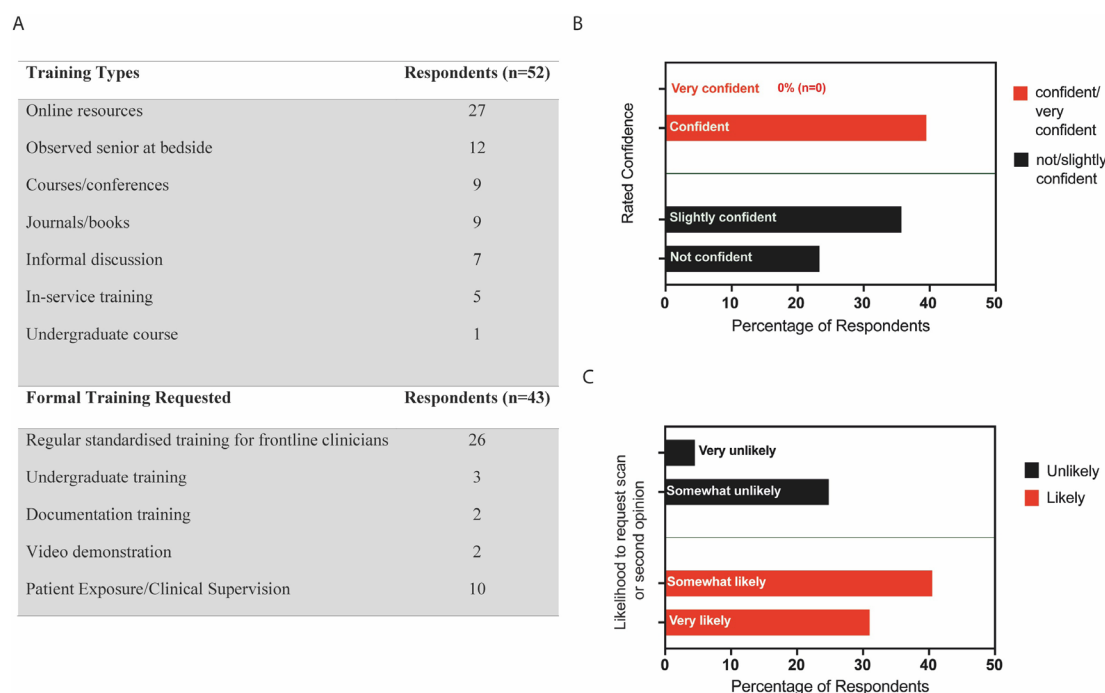 A
Training Types Respondents (n=52)
Online resources 27
Observed senior at bedside 12
Courses/conferences 9
Journals/books 9
Informal discussion 7
In-service training 5
Undergraduate course 1
Formal Training Requested Respondents (n=43)
Regular standardised training for frontline clinicians 26
Undergraduate training 3
Documentation training 2
Video demonstration 2
Patient Exposure/Clinical Supervision 10
B
Rated Confidence
Very confident 0% (n=0)
Confident
Slightly confident
Not confident
0 10 20 30 40 50
Percentage of Respondents
confident/
very
confident
not/slightly
confident
C
Likelihood to request scan
or second opinion
Very unlikely
Somewhat unlikely
Somewhat likely
Very likely
0 10 20 30 40 50
Percentage of Respondents
Unlikely
Likely